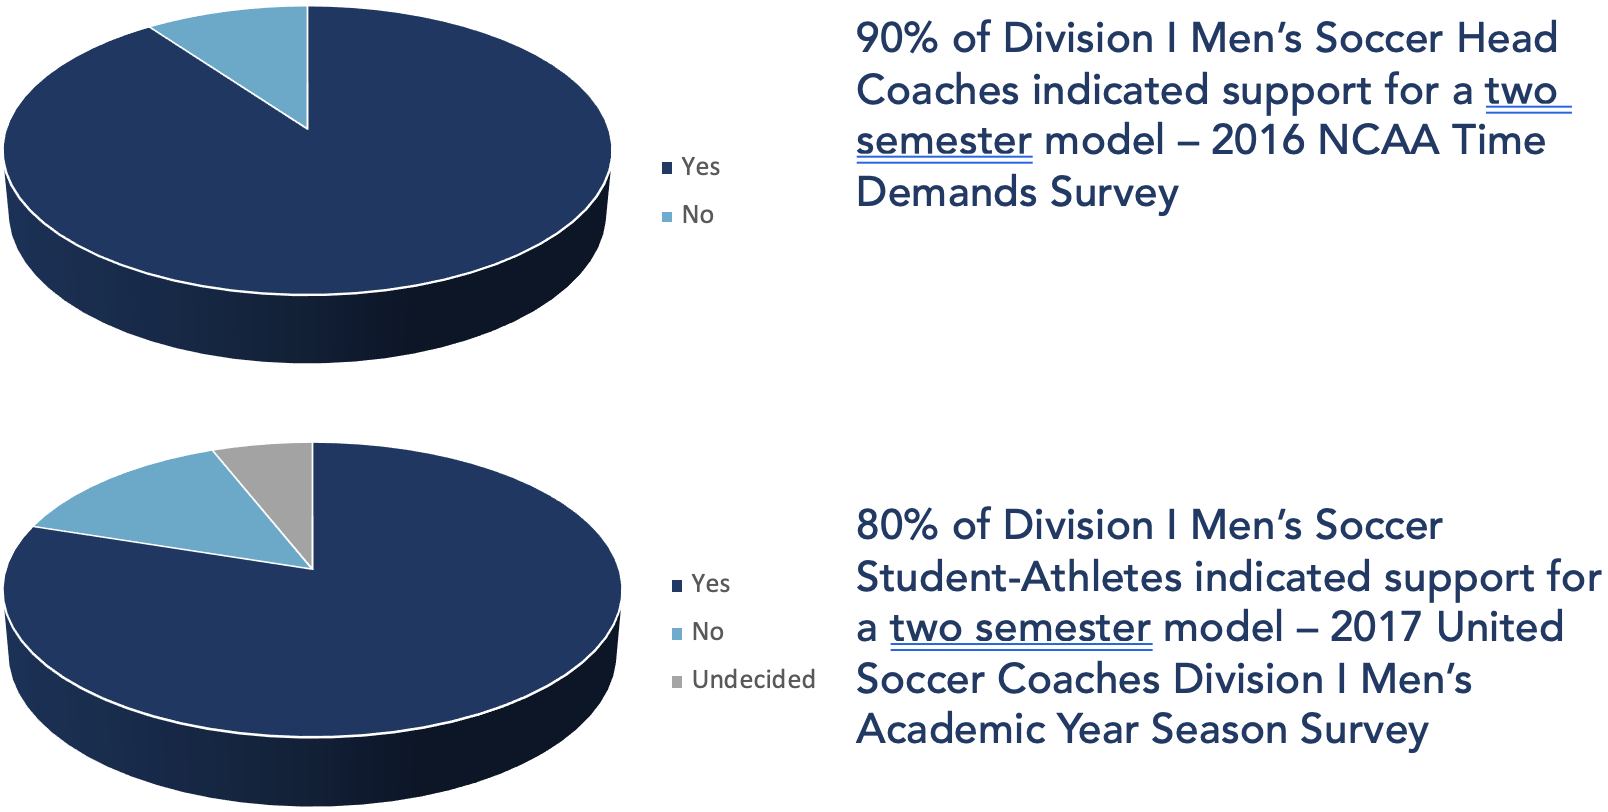 90% of Division I Men’s Soccer Head
Coaches indicated support for a two
semester model – 2016 NCAA Time
Demands Survey
Yes
No
80% of Division I Men’s Soccer
Student-Athletes indicated support for
a two semester model – 2017 United
Soccer Coaches Division I Men’s
Academic Year Season Survey
Yes
No
Undecided